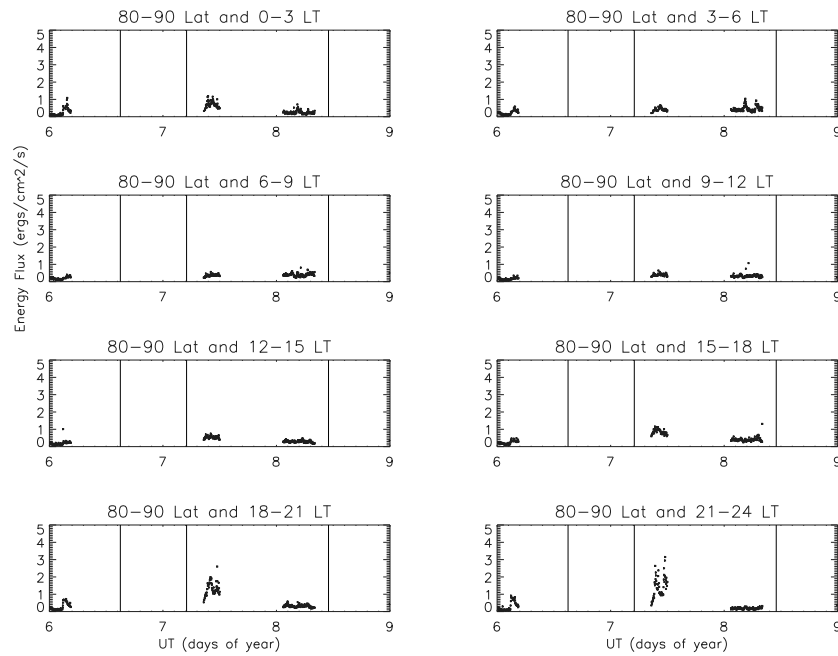 80-90 Lat and 0-3 LT
80-90 Lat and 3-6 LT
5
4
3
2
1
0
6 7 8 9
5
4
3
2
1
0
6 7 8 9
Energy Flux (ergs/cm^2/s)
80-90 Lat and 6-9 LT
80-90 Lat and 9-12 LT
5
4
3
2
1
0
6 7 8 9
5
4
3
2
1
0
6 7 8 9
80-90 Lat and 12-15 LT
80-90 Lat and 15-18 LT
5
4
3
2
1
0
6 7 8 9
5
4
3
2
1
0
6 7 8 9
80-90 Lat and 18-21 LT
80-90 Lat and 21-24 LT
5
4
3
2
1
0
6 7 8 9
UT (days of year)
5
4
3
2
1
0
6 7 8 9
UT (days of year)